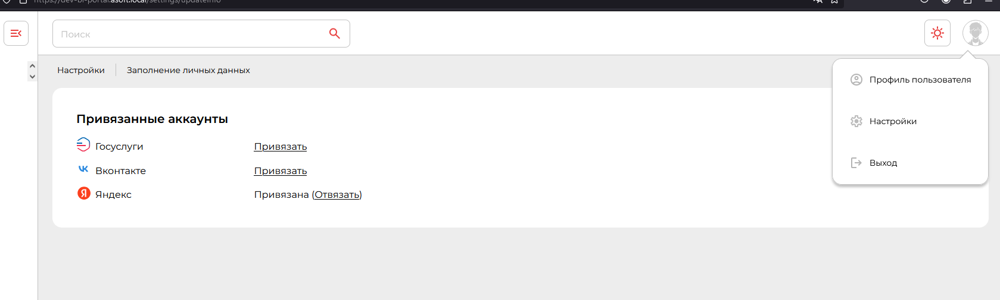 https://dev-bi-portal.asoft.local/settings/updateInfo
Поиск
Настройки
Заполнение личных данных
Профиль пользователя
Настройки
Выход
Привязанные аккаунты
Госуслуги Привязать
Вконтакте Привязать
Яндекс Привязана (Отвязать)